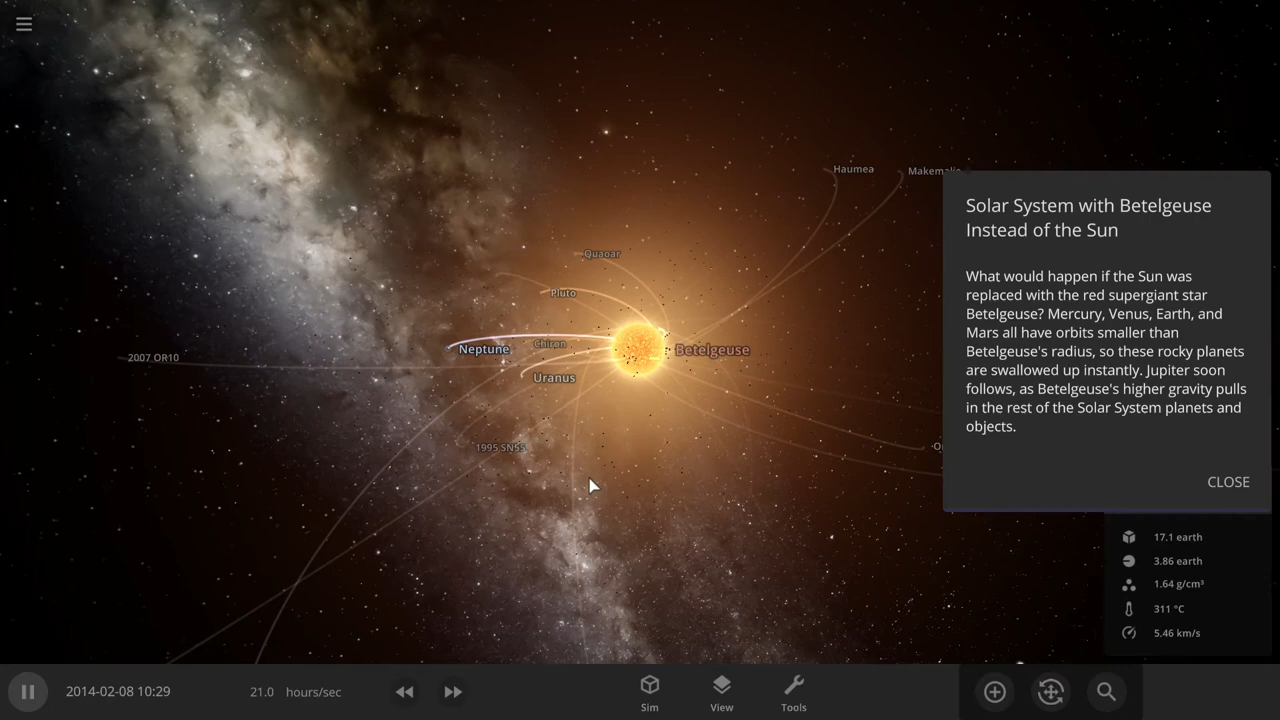 Haumea
Makemake
Solar System with Betelgeuse
Instead of the Sun
Quaoar
What would happen if the Sun was
replaced with the red supergiant star
Betelgeuse? Mercury, Venus, Earth, and
Mars all have orbits smaller than
Betelgeuse's radius, so these rocky planets
are swallowed up instantly. Jupiter soon
follows, as Betelgeuse's higher gravity pulls
in the rest of the Solar System planets and
objects.
CLOSE
Pluto
Chiron
Neptune
Betelgeuse
2007 OR10
Uranus
1995 SN55
17.1 earth
3.86 earth
1.64 g/cm³
311 °C
5.46 km/s
2014-02-08 10:29
21.0 hours/sec
Sim
View
Tools